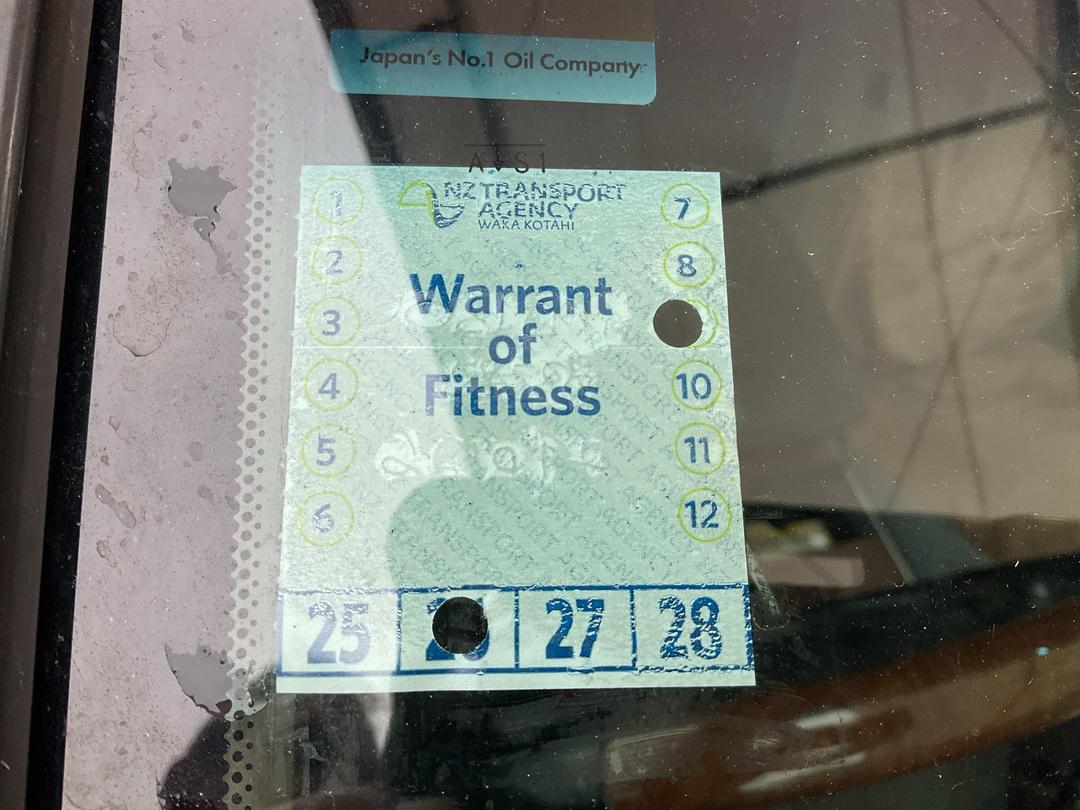 Japan's No.1 Oil Company
NZ TRANSPORT
AGENCY
WAKA KOTAHI
Warrant
of
Fitness
1
2
3
4
5
6
7
8
10
11
12
25
27
28